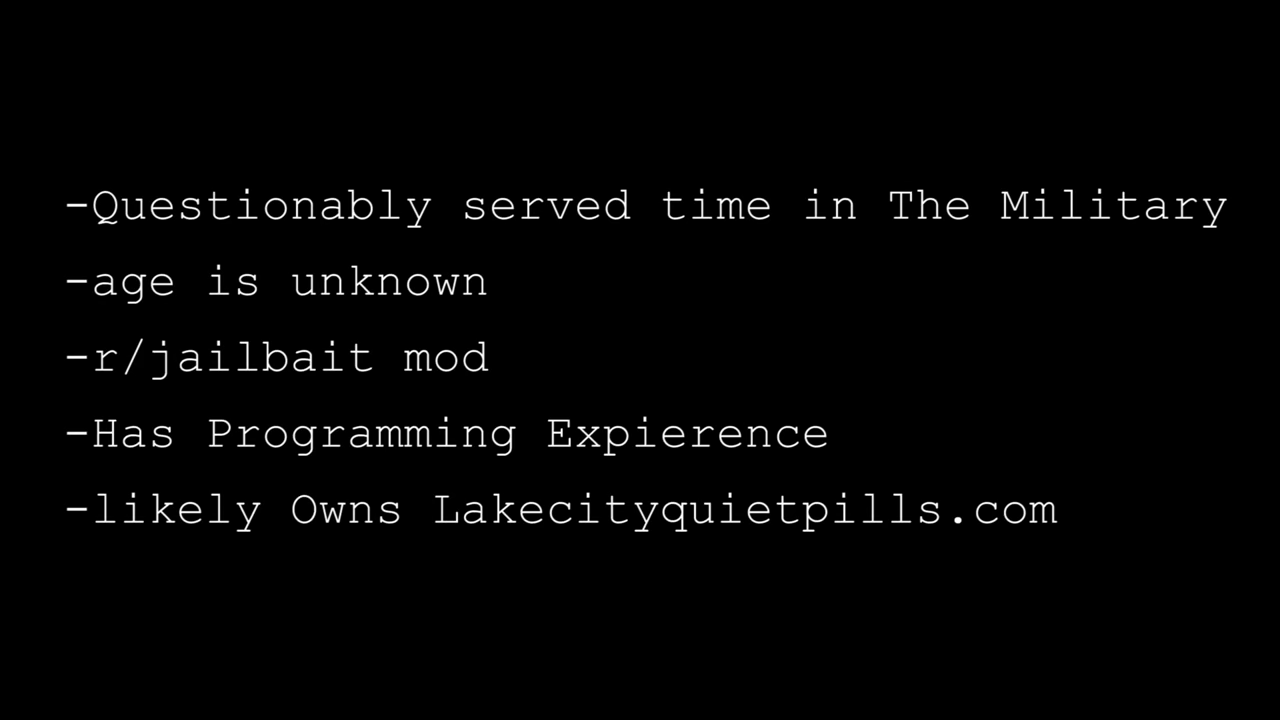 -Questionably served time in The Military
-age is unknown
-r/jailbait mod
-Has Programming Expierence
-likely Owns Lakecityquietpills.com